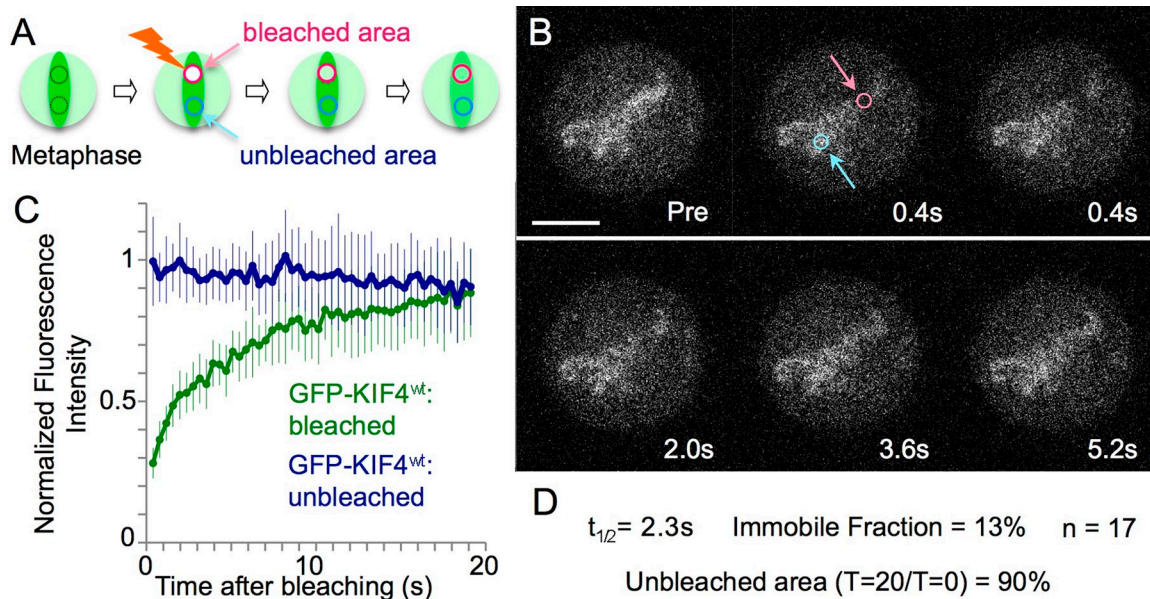 A
bleached area
Metaphase
unbleached area
B
Pre
0.4s
0.4s
2.0s
3.6s
5.2s
C
Normalized Fluorescence
Intensity
1
0.5
0
0
10
20
Time after bleaching (s)
GFP-KIF4wt:
bleached
GFP-KIF4wt:
unbleached
D
t1/2= 2.3s Immobile Fraction = 13% n = 17
Unbleached area (T=20/T=0) = 90%